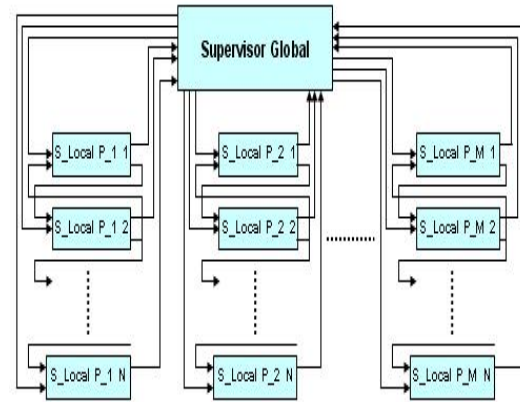 Supervisor Global
S_Local P_1 1
S_Local P_2 1
S_Local P_M 1
S_Local P_1 2
S_Local P_2 2
S_Local P_M 2
S_Local P_1 N
S_Local P_2 N
S_Local P_M N